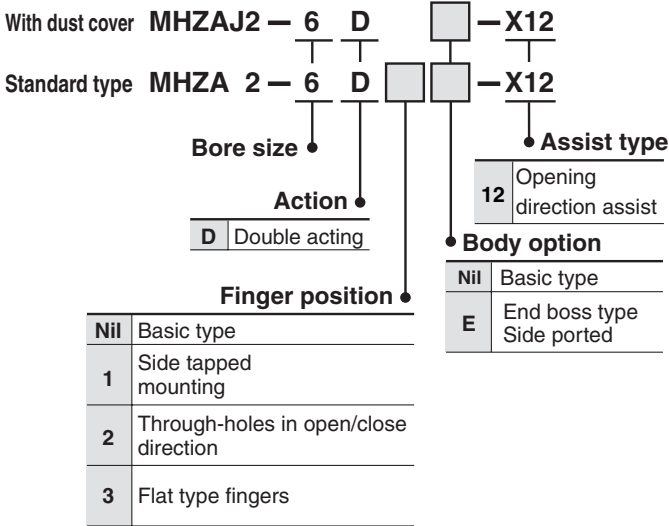 With dust cover MHZAJ2 — 6 D — X12
Standard type MHZA 2 — 6 D — X12
Bore size
Assist type
12 Opening
direction assist
Action
D Double acting
Body option
Nil Basic type
E End boss type
Side ported
Finger position
Nil Basic type
1 Side tapped
mounting
2 Through-holes in open/close
direction
3 Flat type fingers